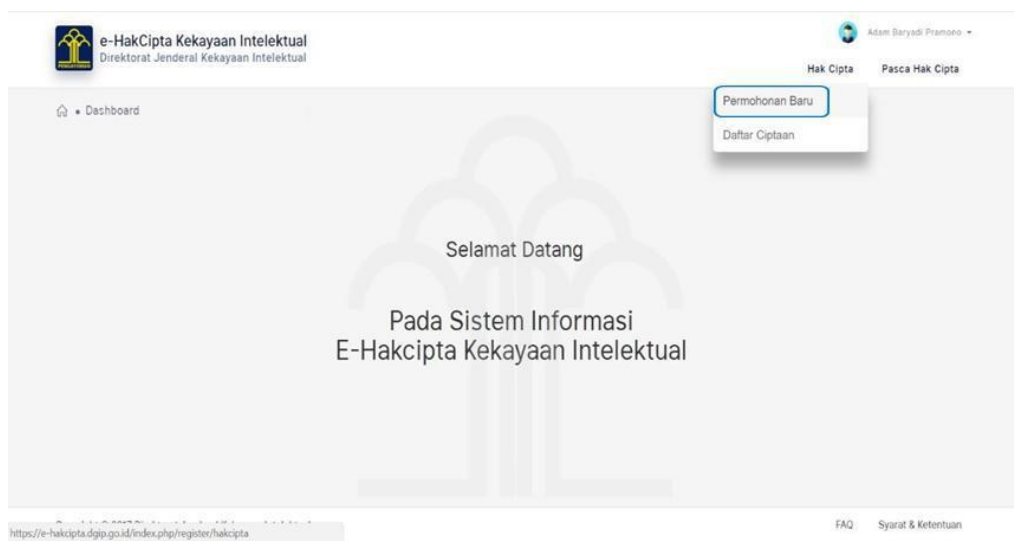 e-HakCipta Kekayaan Intelektual
Direktorat Jenderal Kekayaan Intelektual
Adam Baryadi Pramono
Hak Cipta Pasca Hak Cipta
Dashboard
Permohonan Baru
Daftar Ciptaan
Selamat Datang
Pada Sistem Informasi
E-Hakcipta Kekayaan Intelektual
https://e-hakcipta.dgip.go.id/index.php/register/hakcipta
FAQ Syarat & Ketentuan